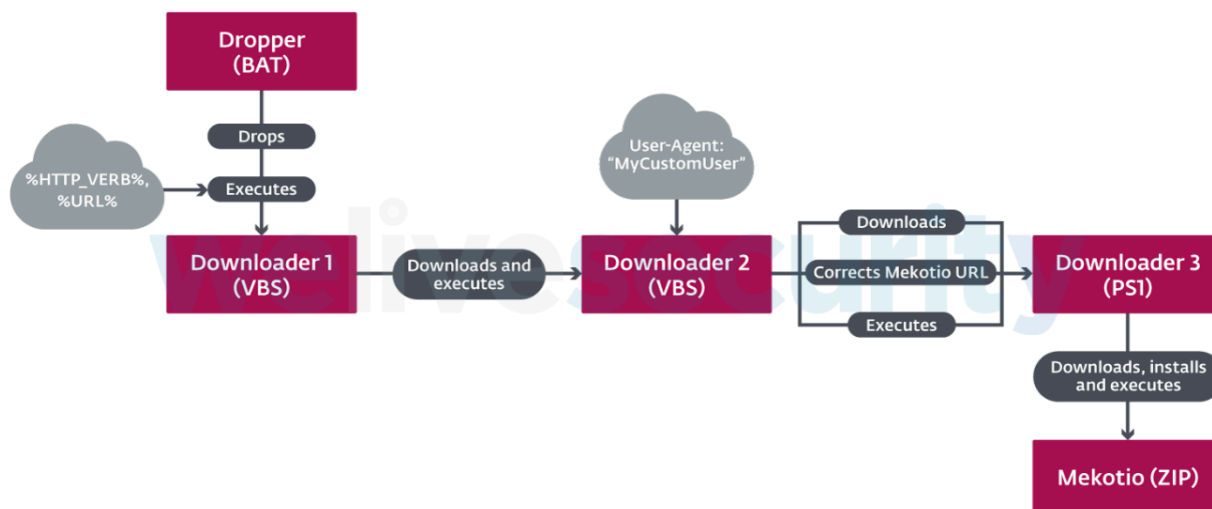 Dropper
(BAT)
Drops
%HTTP_VERB%,
%URL%
Executes
User-Agent:
“MyCustomUser”
Downloader 1
(VBS)
Downloads and
executes
Downloader 2
(VBS)
Downloads
Corrects Mekotio URL
Executes
Downloader 3
(PS1)
Downloads, installs
and executes
Mekotio (ZIP)
welivesecurity